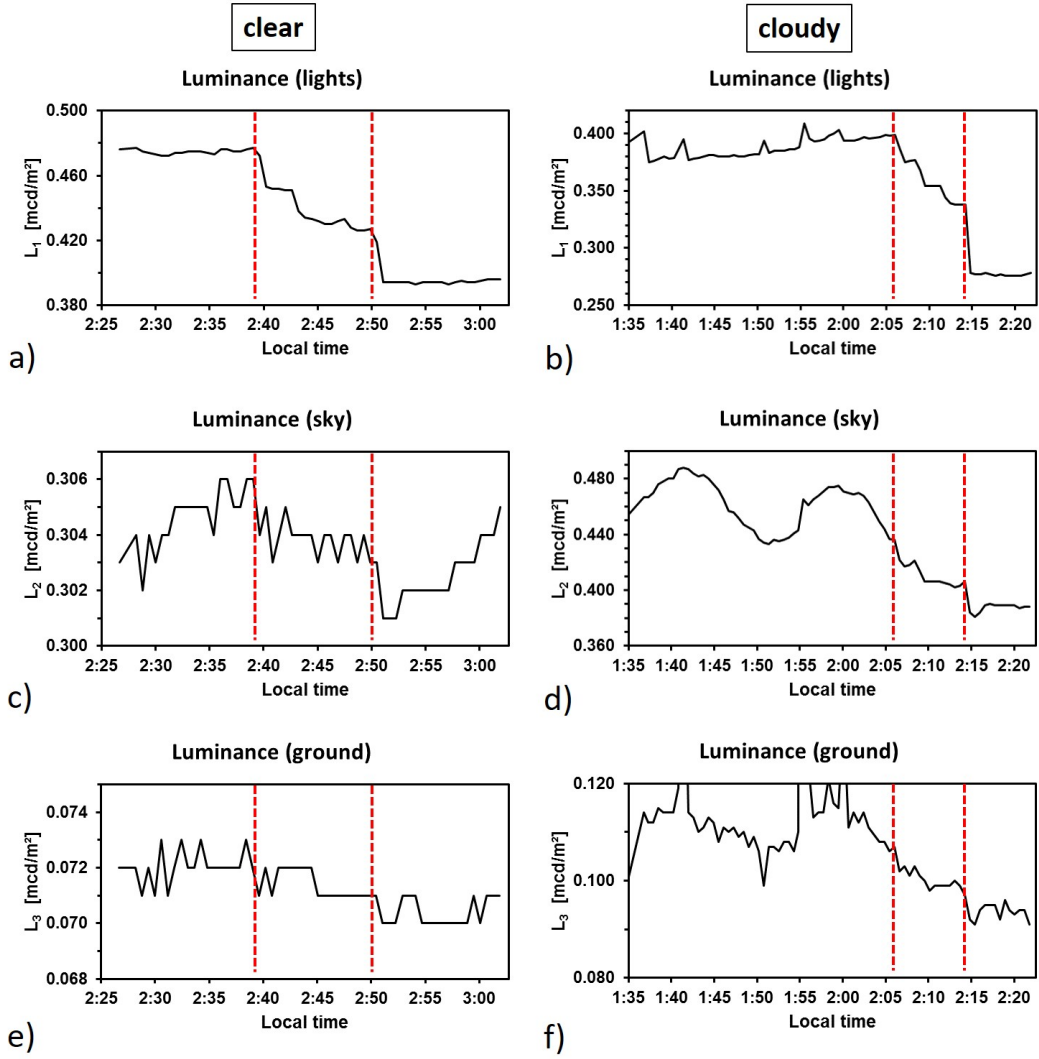 clear
cloudy
Luminance (lights)
0.500
0.460
0.420
0.380
L1 [mcd/m²]
2:25 2:30 2:35 2:40 2:45 2:50 2:55 3:00
Local time
a)
Luminance (lights)
0.400
0.350
0.300
0.250
L1 [mcd/m²]
1:35 1:40 1:45 1:50 1:55 2:00 2:05 2:10 2:15 2:20
Local time
b)
Luminance (sky)
0.306
0.304
0.302
0.300
L2 [mcd/m²]
2:25 2:30 2:35 2:40 2:45 2:50 2:55 3:00
Local time
c)
Luminance (sky)
0.480
0.440
0.400
0.360
L2 [mcd/m²]
1:35 1:40 1:45 1:50 1:55 2:00 2:05 2:10 2:15 2:20
Local time
d)
Luminance (ground)
0.074
0.072
0.070
0.068
L3 [mcd/m²]
2:25 2:30 2:35 2:40 2:45 2:50 2:55 3:00
Local time
e)
Luminance (ground)
0.120
0.100
0.080
L3 [mcd/m²]
1:35 1:40 1:45 1:50 1:55 2:00 2:05 2:10 2:15 2:20
Local time
f)